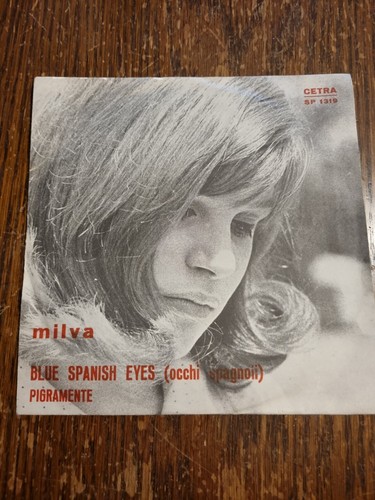 CETRA
SP 1319
milva
BLUE SPANISH EYES (occhi spagnoli)
PIGRAMENTE